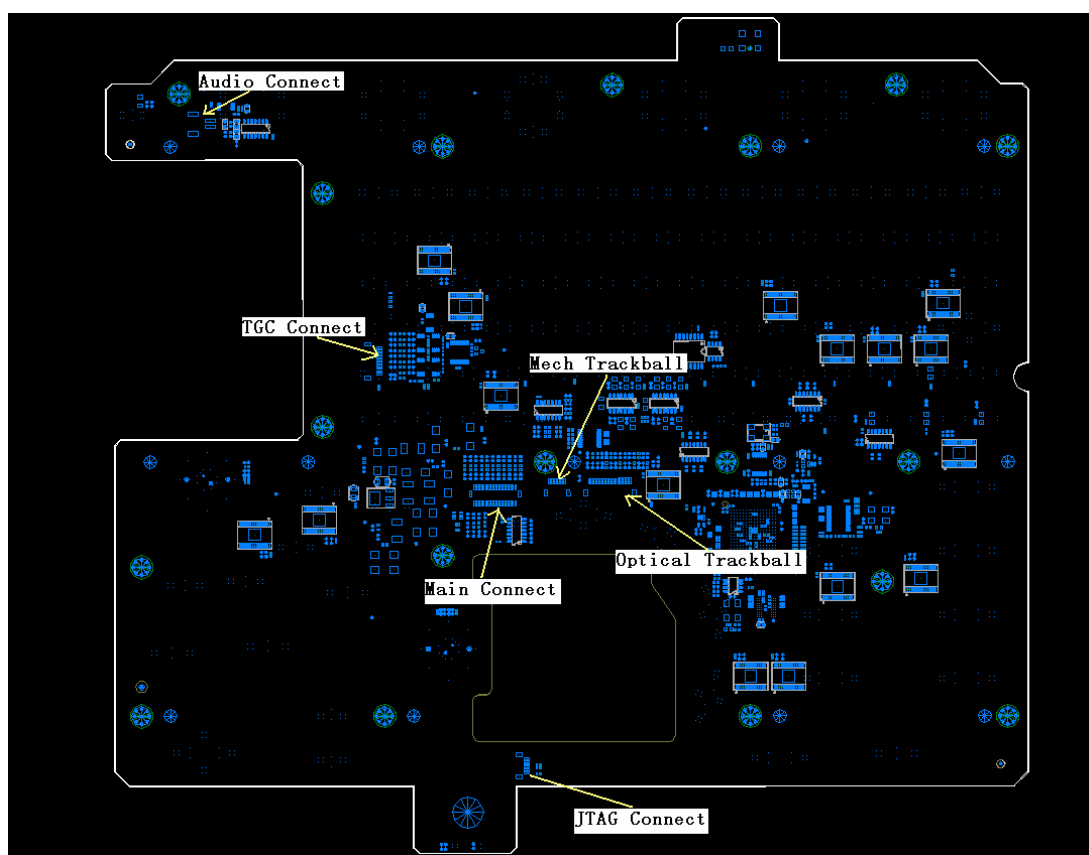 Audio Connect
TGC Connect
Mech Trackball
Optical Trackball
Main Connect
JTAG Connect